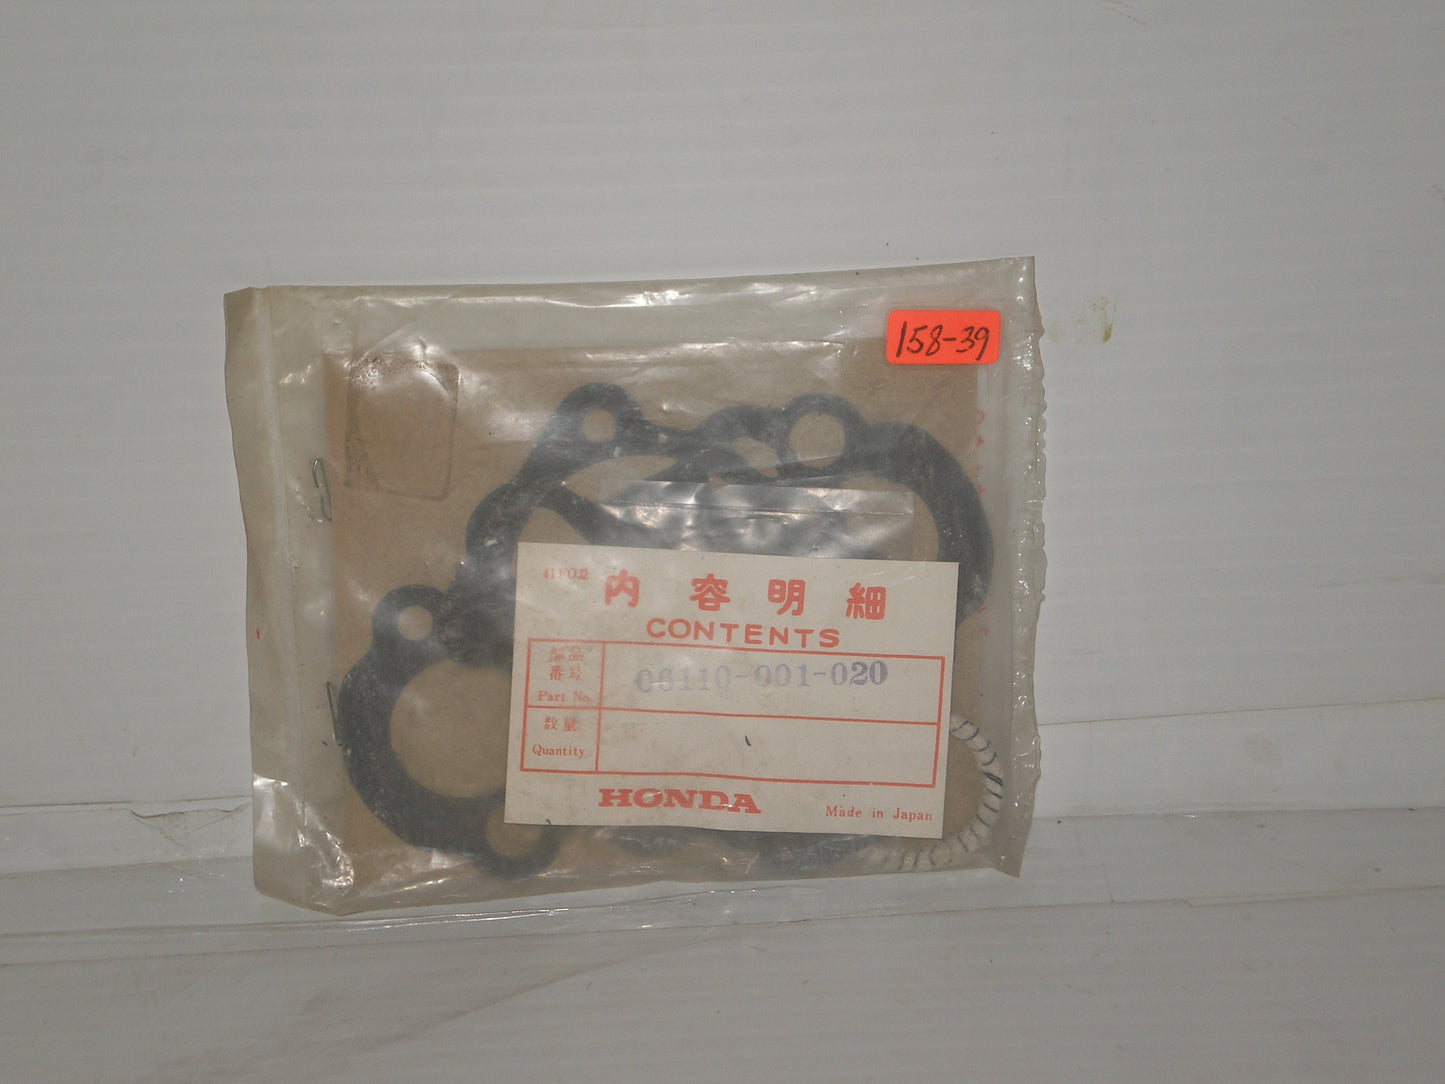 158-39
41FOJ2
内容明細
CONTENTS
部品
番号
Part No.
06110-001-020
数量
Quantity
HONDA
Made in Japan